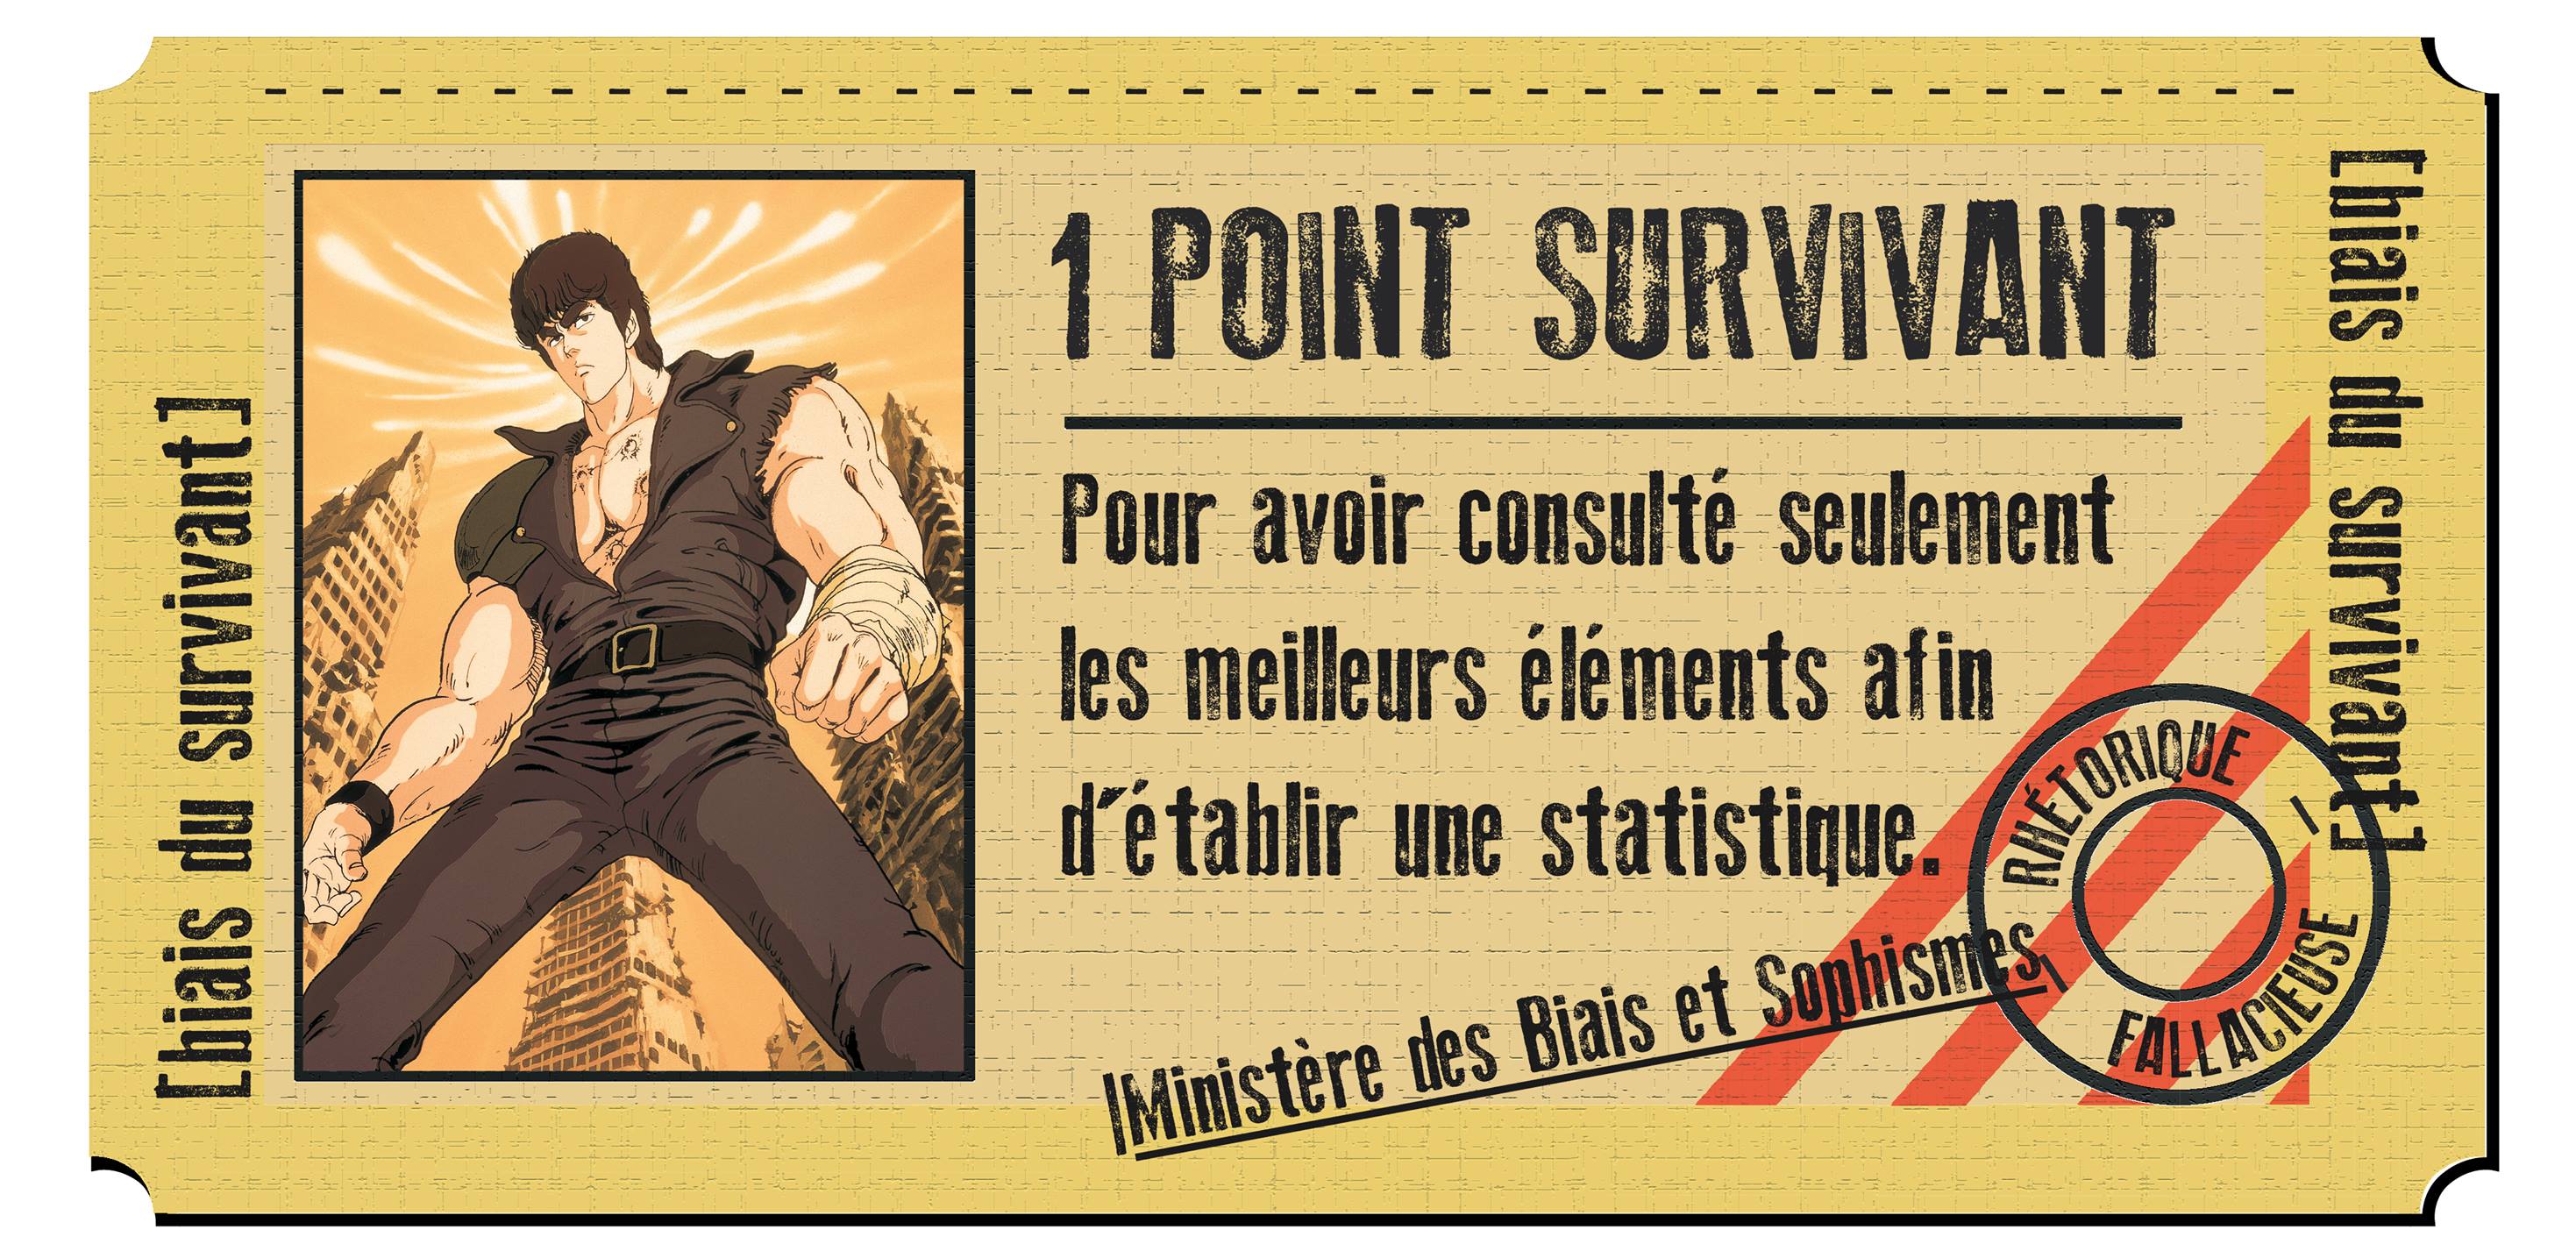 [biais du survivant]
1 POINT SURVIVANT
Pour avoir consulté seulement
les meilleurs éléments afin
d'établir une statistique.
|Ministère des Biais et Sophismes|
RHÉTORIQUE
FALLACIEUSE
[biais du survivant]